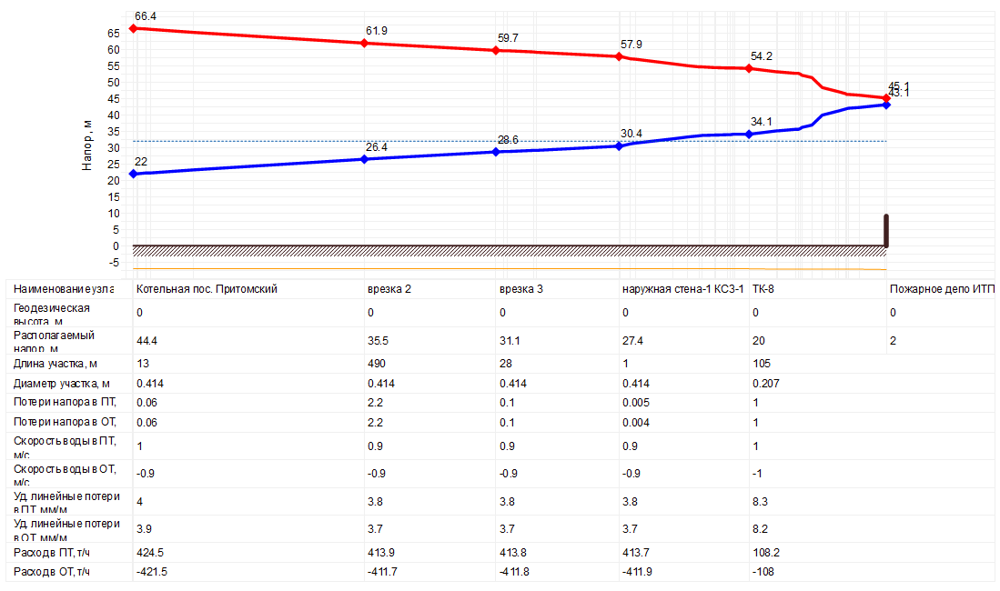 66.4
61.9
59.7
57.9
54.2
45.1
43.1
34.1
30.4
28.6
26.4
22
Напор, м
65
60
55
50
45
40
35
30
25
20
15
10
5
0
-5
Наименование узла Котельная пос. Притомский врезка 2 врезка 3 наружная стена-1 КСЗ-1 ТК-8 Пожарное депо ИТП
Геодезическая
высота, м 0 0 0 0 0 0
Располагаемый
напор, м 44.4 35.5 31.1 27.4 20 2
Длина участка, м 13 490 28 1 105
Диаметр участка, м 0.414 0.414 0.414 0.414 0.207
Потери напора в ПТ, 0.06 2.2 0.1 0.005 1
Потери напора в ОТ, 0.06 2.2 0.1 0.004 1
Скорость воды в ПТ,
м/с 1 0.9 0.9 0.9 1
Скорость воды в ОТ,
м/с -0.9 -0.9 -0.9 -0.9 -1
Уд. линейные потери
в ПТ, мм/м 4 3.8 3.8 3.8 8.3
Уд. линейные потери
в ОТ, мм/м 3.9 3.7 3.7 3.7 8.2
Расход в ПТ, т/ч 424.5 413.9 413.8 413.7 108.2
Расход в ОТ, т/ч -421.5 -411.7 -411.8 -411.9 -108